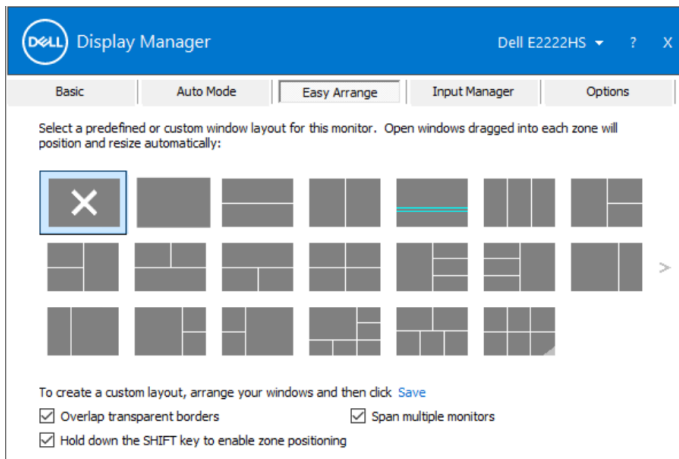 DELL Display Manager Dell E2222HS ? X
Basic Auto Mode Easy Arrange Input Manager Options
Select a predefined or custom window layout for this monitor. Open windows dragged into each zone will
position and resize automatically:
To create a custom layout, arrange your windows and then click Save
Overlap transparent borders Span multiple monitors
Hold down the SHIFT key to enable zone positioning